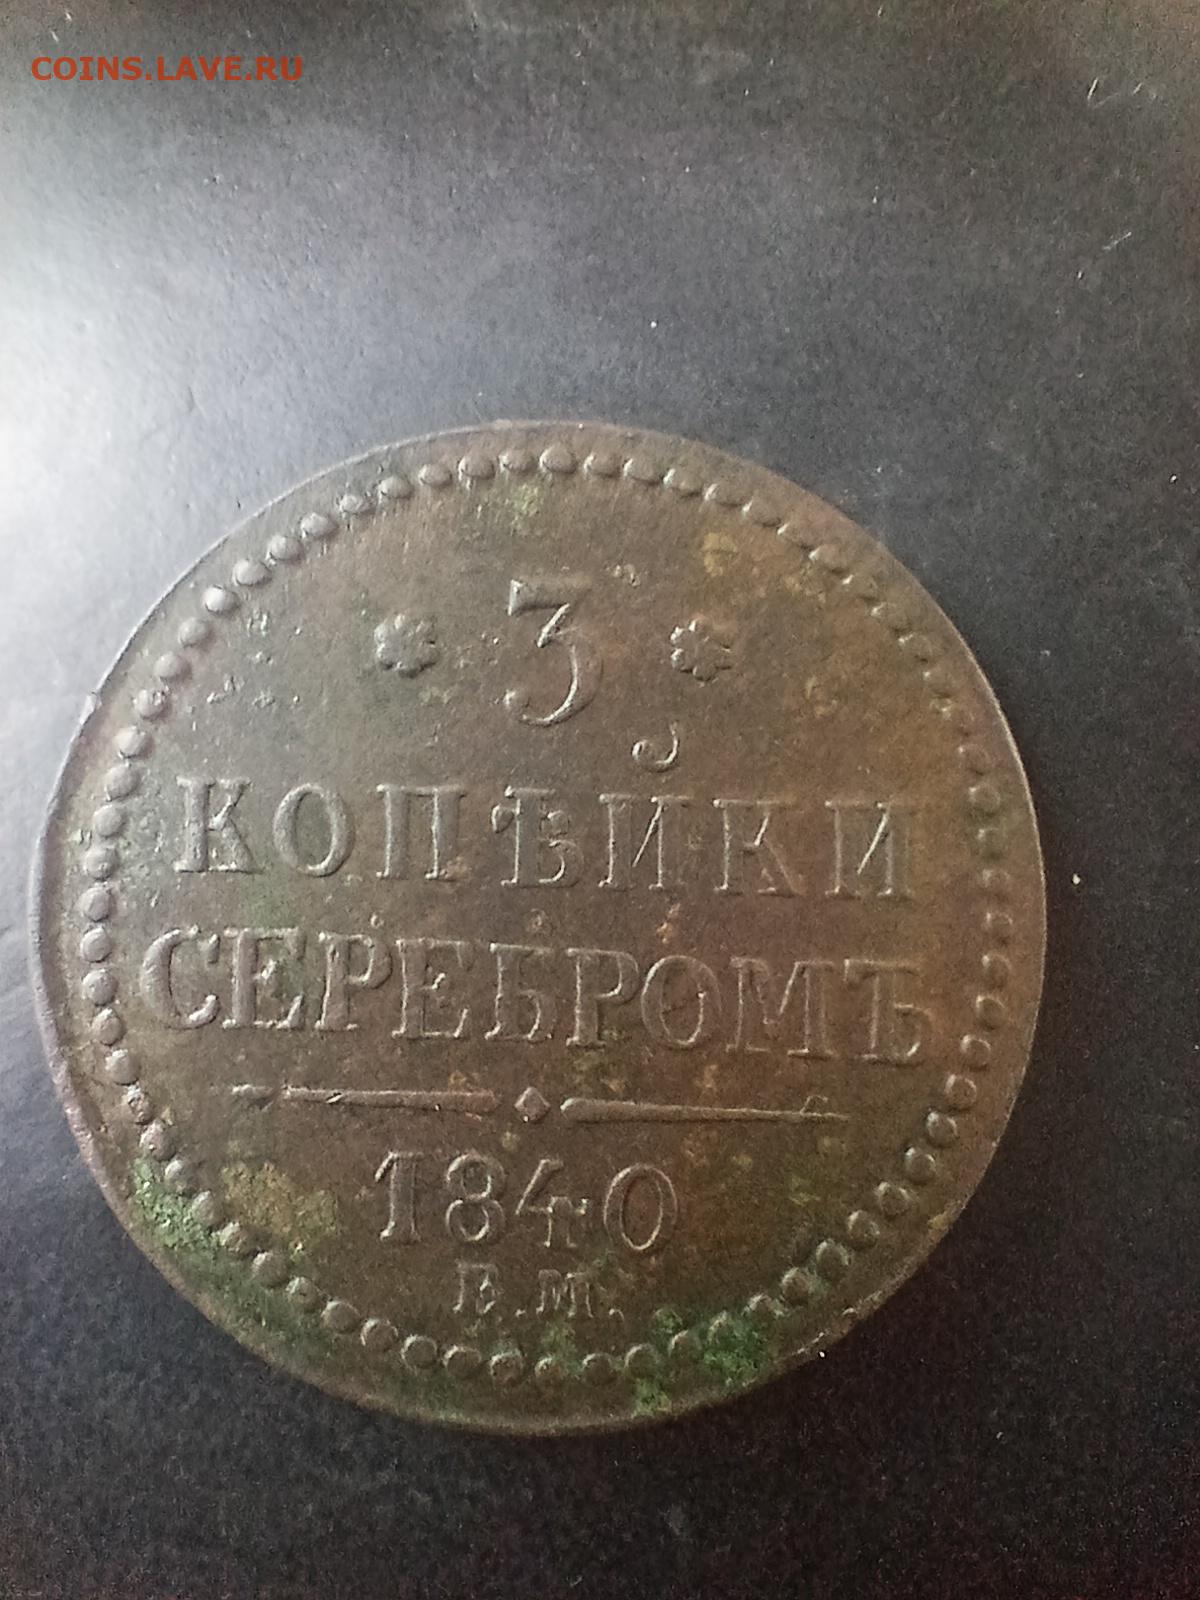 COINS.LAVE.RU
* 3 *
КОПѢЙКИ
СЕРЕБРОМЪ
1840
Е.М.